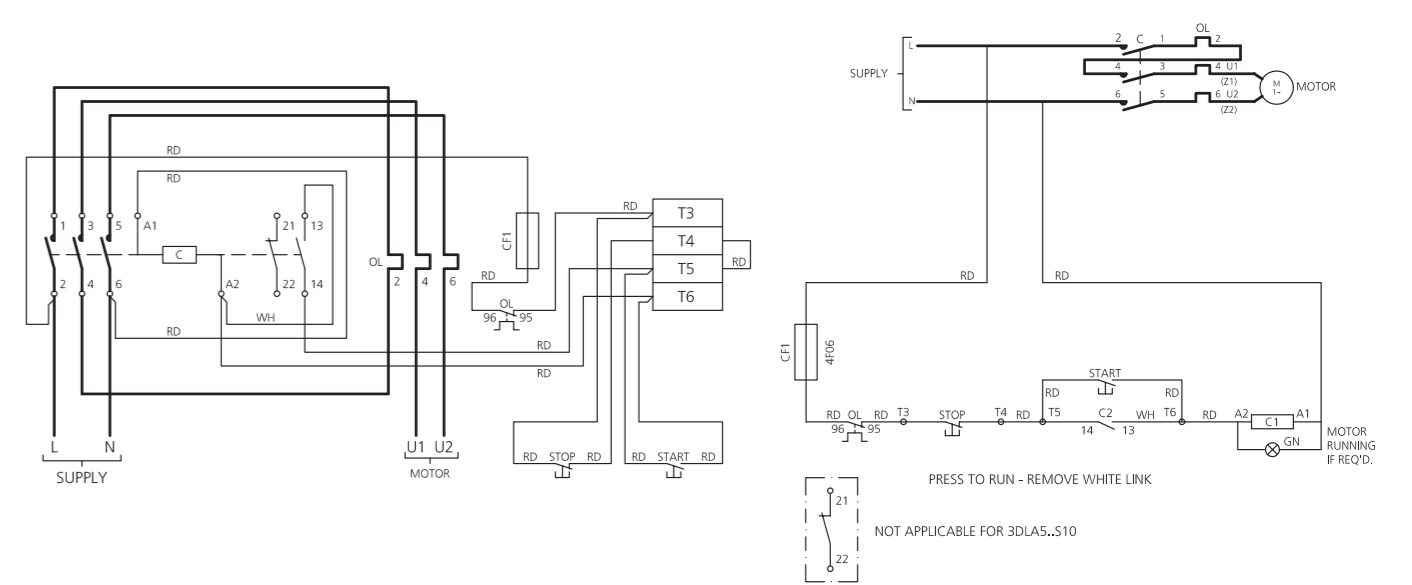 RD
RD
1
3
5
A1
21
13
C
2
4
6
A2
22
14
WH
RD
OL
2
4
6
CF1
RD
OL
96
95
RD
T3
T4
T5
T6
RD
RD
RD
L
N
SUPPLY
U1
U2
MOTOR
RD
STOP
RD
RD
START
RD
SUPPLY
L
N
2
C
1
OL
2
4
3
4
U1
(Z1)
6
5
6
U2
(Z2)
M
1~
MOTOR
RD
RD
CF1
4F06
START
RD
RD
RD
OL
RD
T3
STOP
T4
RD
T5
C2
WH
T6
RD
A2
C1
A1
96
95
14
13
GN
MOTOR
RUNNING
IF REQ'D.
PRESS TO RUN - REMOVE WHITE LINK
21
22
NOT APPLICABLE FOR 3DLA5..S10